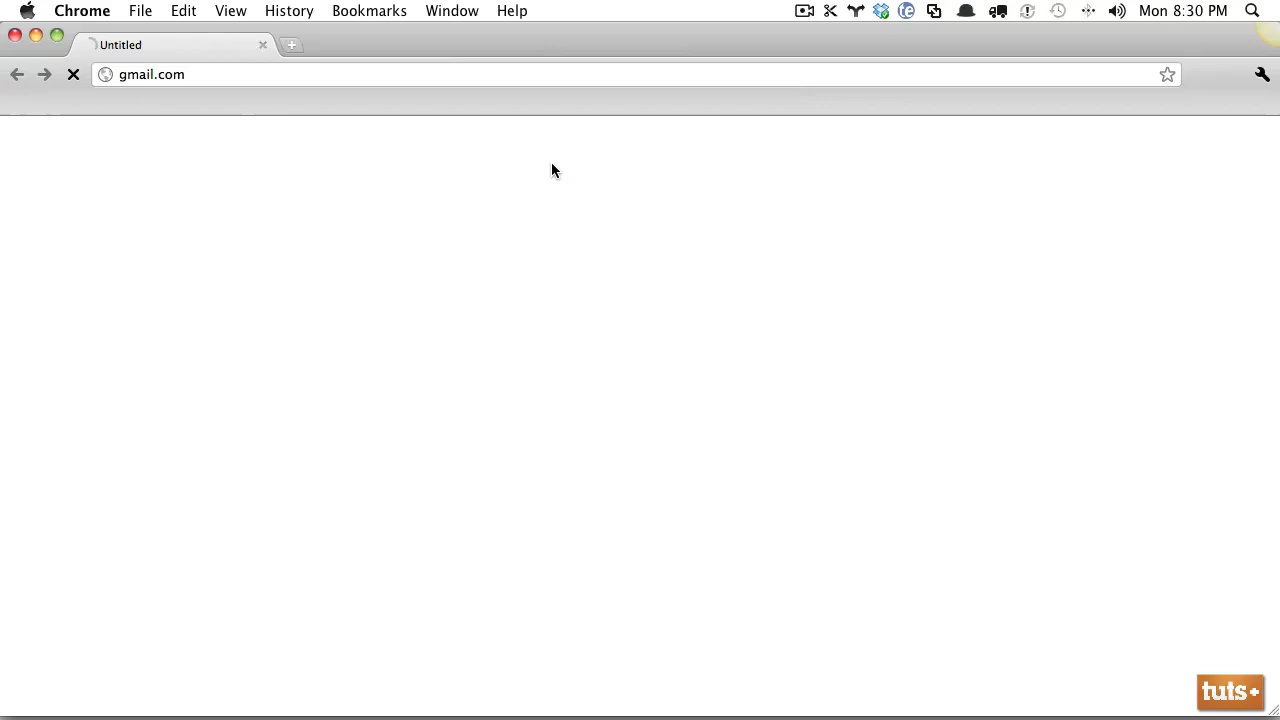 Chrome File Edit View History Bookmarks Window Help Mon 8:30 PM
Untitled
gmail.com
tuts+